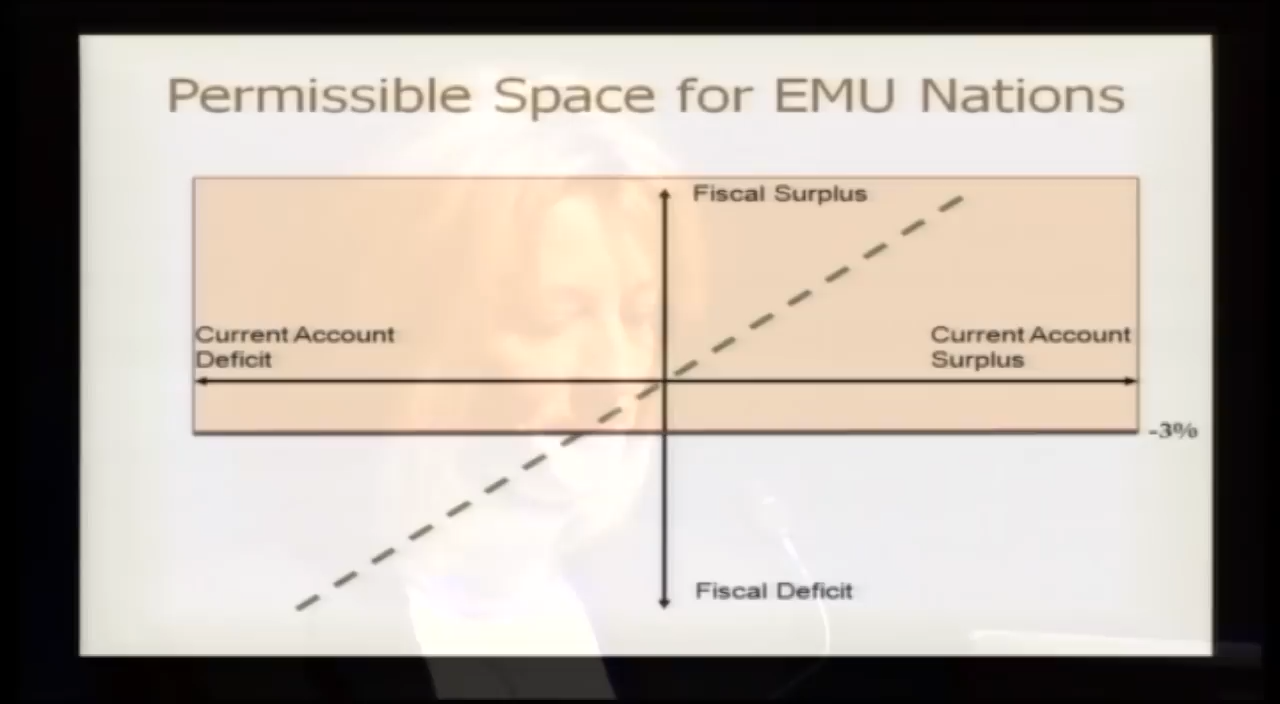 Permissible Space for EMU Nations
Fiscal Surplus
Current Account
Deficit
Current Account
Surplus
-3%
Fiscal Deficit